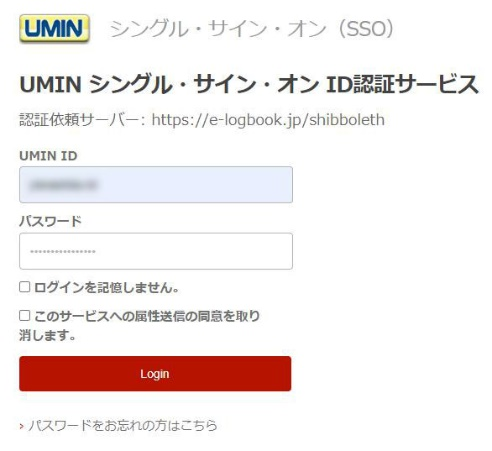 UMIN シングル・サイン・オン（SSO）
UMIN シングル・サイン・オン ID認証サービス
認証依頼サーバー: https://e-logbook.jp/shibboleth
UMIN ID
パスワード
ログインを記憶しません。
このサービスへの属性送信の同意を取り
消します。
Login
› パスワードをお忘れの方はこちら